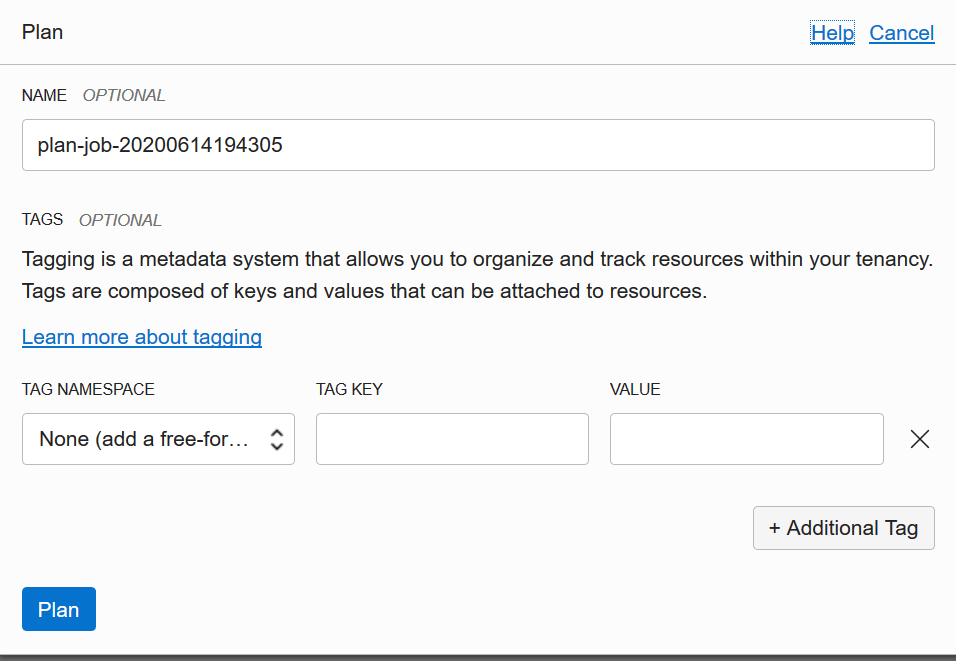 Plan
Help Cancel
NAME OPTIONAL
plan-job-20200614194305
TAGS OPTIONAL
Tagging is a metadata system that allows you to organize and track resources within your tenancy.
Tags are composed of keys and values that can be attached to resources.
Learn more about tagging
TAG NAMESPACE TAG KEY VALUE
None (add a free-for...
+ Additional Tag
Plan